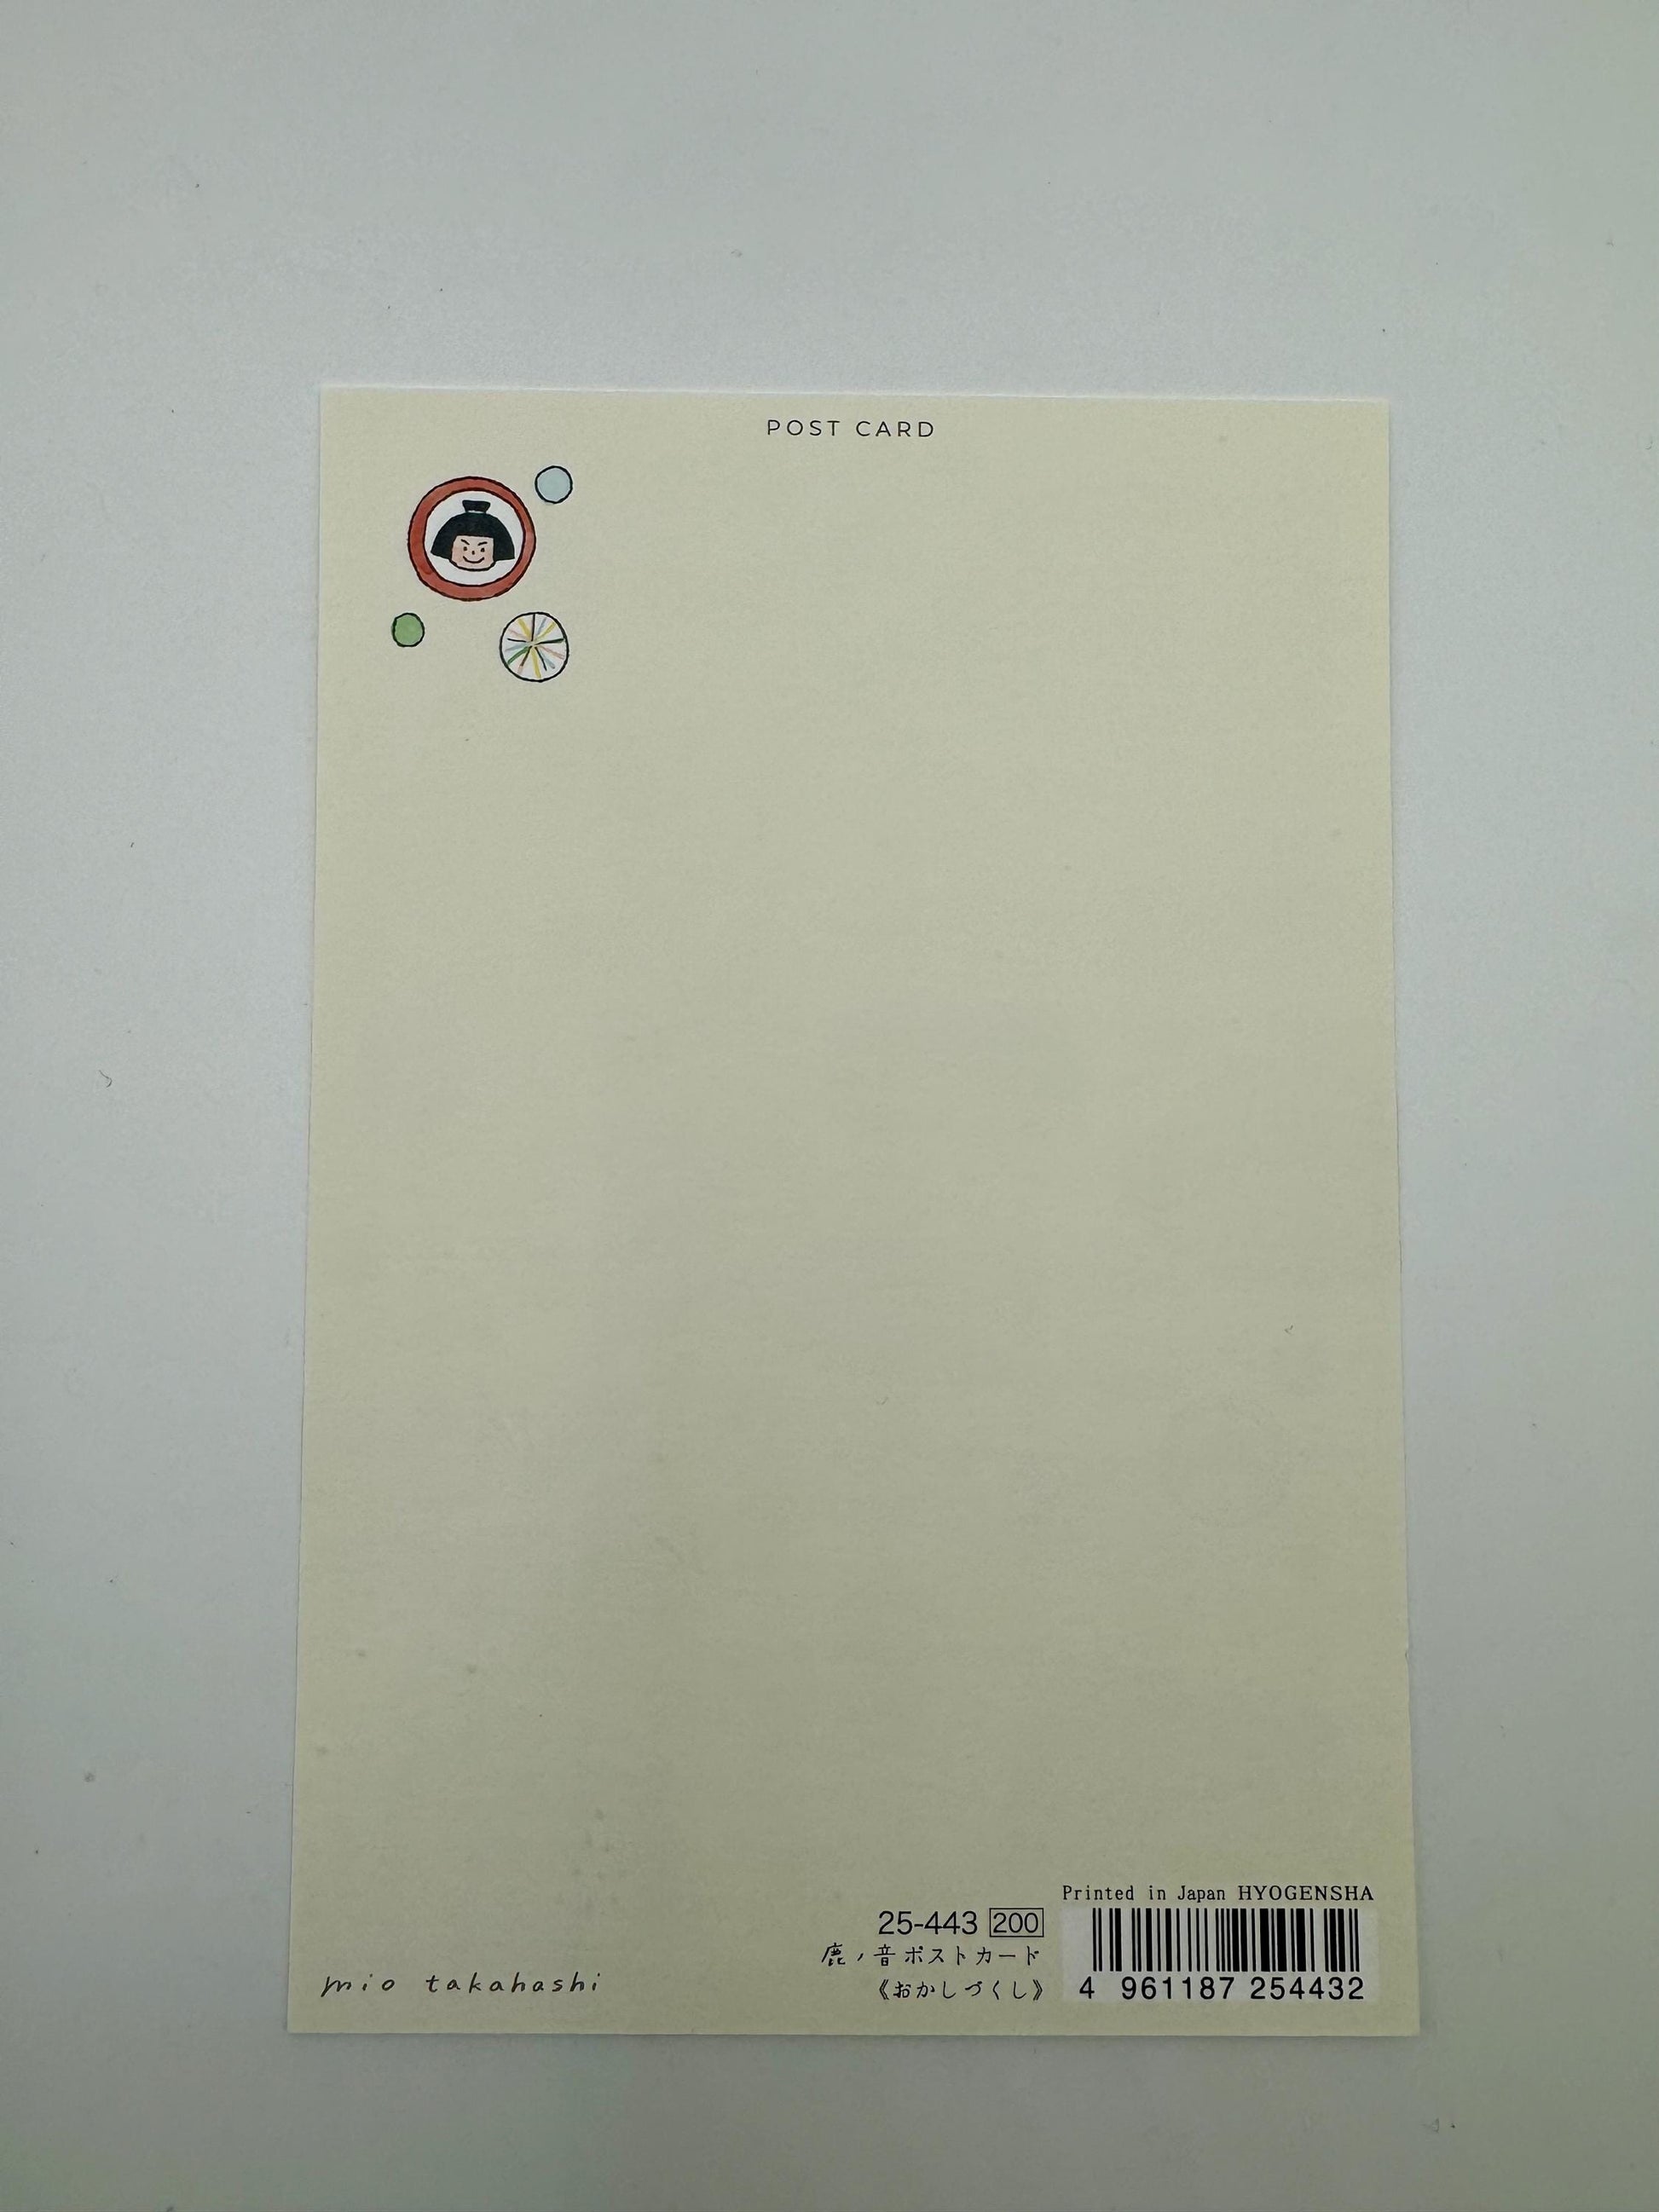 POST CARD
Printed in Japan HYOGENSHA
25-443 200
鹿ノ音ポストカード
《おかしづくし》
4 961187 254432
mio takahashi